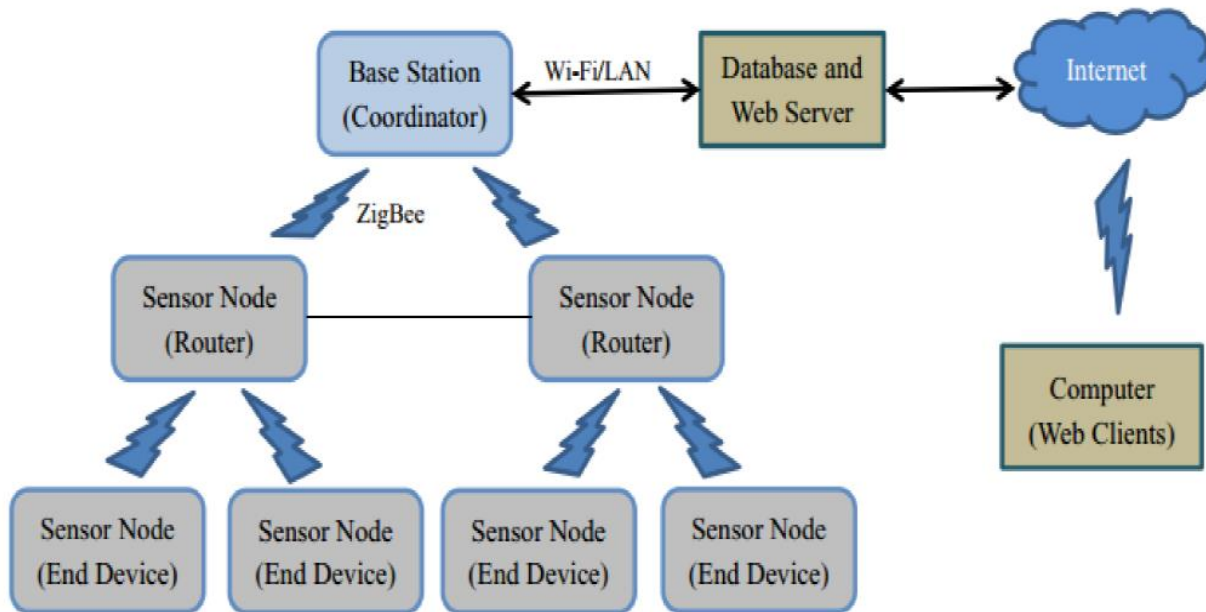 Base Station
(Coordinator)
Wi-Fi/LAN
Database and
Web Server
Internet
ZigBee
Sensor Node
(Router)
Sensor Node
(Router)
Computer
(Web Clients)
Sensor Node
(End Device)
Sensor Node
(End Device)
Sensor Node
(End Device)
Sensor Node
(End Device)